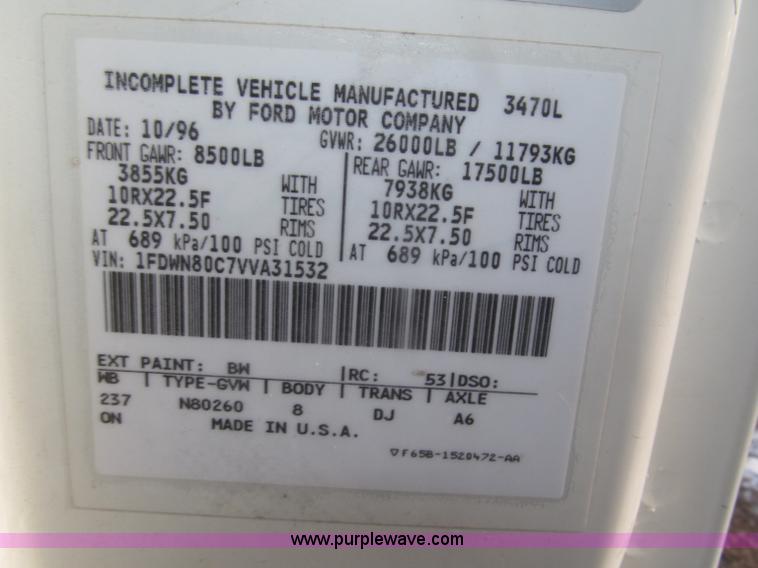 INCOMPLETE VEHICLE MANUFACTURED 3470L
BY FORD MOTOR COMPANY
DATE: 10/96 GVWR: 26000LB / 11793KG
FRONT GAWR: 8500LB REAR GAWR: 17500LB
3855KG WITH 7938KG WITH
10RX22.5F TIRES 10RX22.5F TIRES
22.5X7.50 RIMS 22.5X7.50 RIMS
AT 689 kPa/100 PSI COLD AT 689 kPa/100 PSI COLD
VIN: 1FDWN80C7VVA31532
EXT PAINT: BW |RC: 53|DSO:
WB | TYPE-GVW | BODY | TRANS | AXLE
237 N80260 8 DJ A6
ON MADE IN U.S.A.
▽F65B-1520472-AA
www.purplewave.com